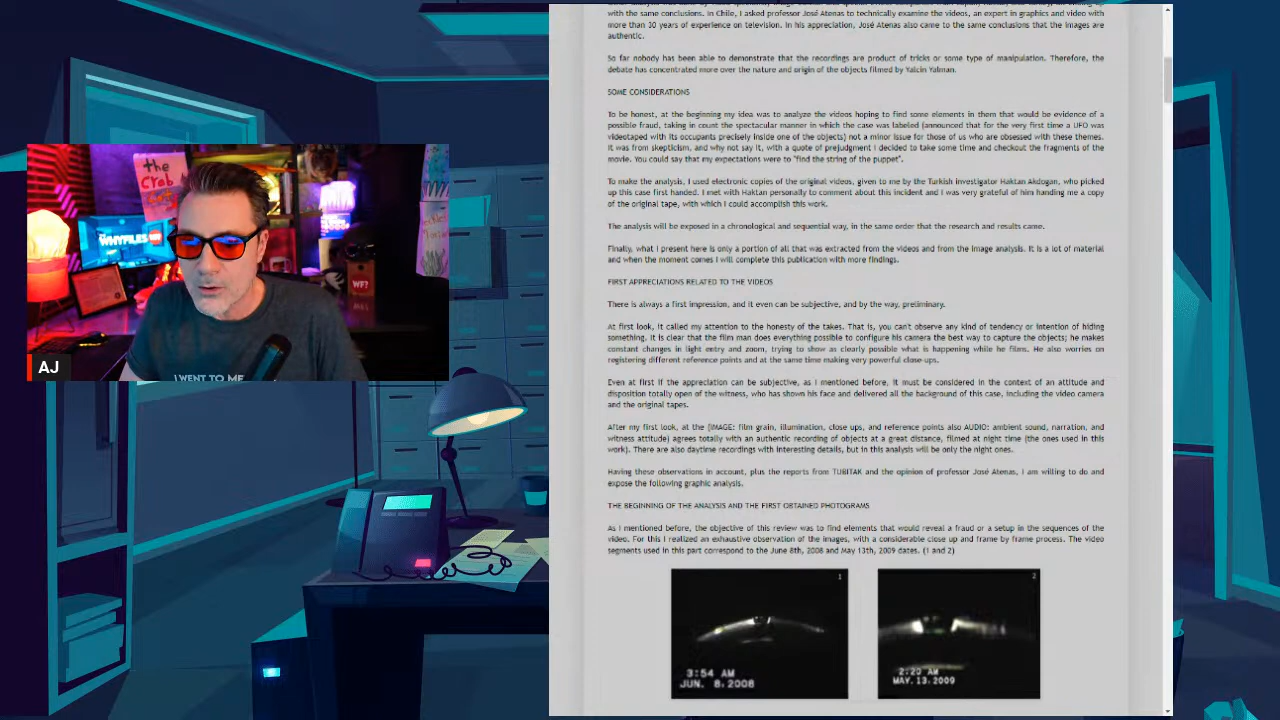 with the same conclusions. In Chile, I asked professor José Atenas to technically examine the videos, an expert in graphics and video with
more than 30 years of experience on television. In his appreciation, José Atenas also came to the same conclusions that the images are
authentic.
So far nobody has been able to demonstrate that the recordings are product of tricks or some type of manipulation. Therefore, the
debate has concentrated more over the nature and origin of the objects filmed by Yalcin Yalman.
SOME CONSIDERATIONS
To be honest, at the beginning my idea was to analyze the videos hoping to find some elements in them that would be evidence of a
possible fraud, taking in count the spectacular manner in which the case was labeled (announced that for the very first time a UFO was
videotaped with its occupants precisely inside one of the objects) not a minor issue for those of us who are obsessed with these themes.
It was from skepticism, and why not say it, with a quote of prejudgment I decided to take some time and checkout the fragments of the
movie. You could say that my expectations were to "find the string of the puppet".
To make the analysis, I used electronic copies of the original videos, given to me by the Turkish investigator Haktan Akdogan, who picked
up this case first handed. I met with Haktan personally to comment about this incident and I was very grateful of him handing me a copy
of the original tape, with which I could accomplish this work.
The analysis will be exposed in a chronological and sequential way, in the same order that the research and results came.
Finally, what I present here is only a portion of all that was extracted from the videos and from the image analysis. It is a lot of material
and when the moment comes I will complete this publication with more findings.
FIRST APPRECIATIONS RELATED TO THE VIDEOS
There is always a first impression, and it even can be subjective, and by the way, preliminary.
At first look, it called my attention to the honesty of the takes. That is, you can't observe any kind of tendency or intention of hiding
something. It is clear that the film man does everything possible to configure his camera the best way to capture the objects; he makes
constant changes in light entry and zoom, trying to show as clearly possible what is happening while he films. He also worries on
registering different reference points and at the same time making very powerful close-ups.
Even at first if the appreciation can be subjective, as I mentioned before, it must be considered in the context of an attitude and
disposition totally open of the witness, who has shown his face and delivered all the background of this case, including the video camera
and the original tapes.
After my first look, at the (IMAGE: film grain, illumination, close ups, and reference points also AUDIO: ambient sound, narration, and
witness attitude) agrees totally with an authentic recording of objects at a great distance, filmed at night time (the ones used in this
work). There are also daytime recordings with interesting details, but in this analysis will be only the night ones.
Having these observations in account, plus the reports from TUBITAK and the opinion of professor José Atenas, I am willing to do and
expose the following graphic analysis.
THE BEGINNING OF THE ANALYSIS AND THE FIRST OBTAINED PHOTOGRAMS
As I mentioned before, the objective of this review was to find elements that would reveal a fraud or a setup in the sequences of the
video. For this I realized an exhaustive observation of the images, with a considerable close up and frame by frame process. The video
segments used in this part correspond to the June 8th, 2008 and May 13th, 2009 dates. (1 and 2)
1
3:54 AM
JUN. 8.2008
2
2:20 AM
MAY.13.2009
the
CRab
THE
WHYFILES
WF?
I WENT TO ME
AJ